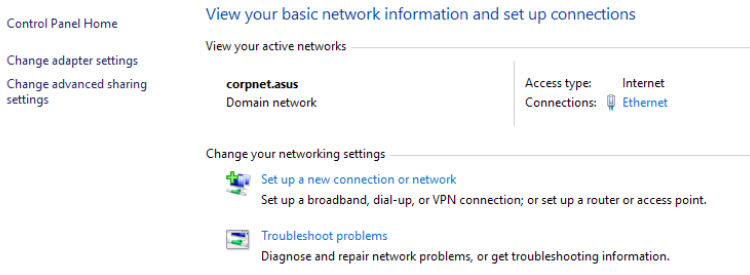 Control Panel Home
Change adapter settings
Change advanced sharing
settings
View your basic network information and set up connections
View your active networks
corpnet.asus
Domain network
Access type: Internet
Connections: Ethernet
Change your networking settings
Set up a new connection or network
Set up a broadband, dial-up, or VPN connection; or set up a router or access point.
Troubleshoot problems
Diagnose and repair network problems, or get troubleshooting information.